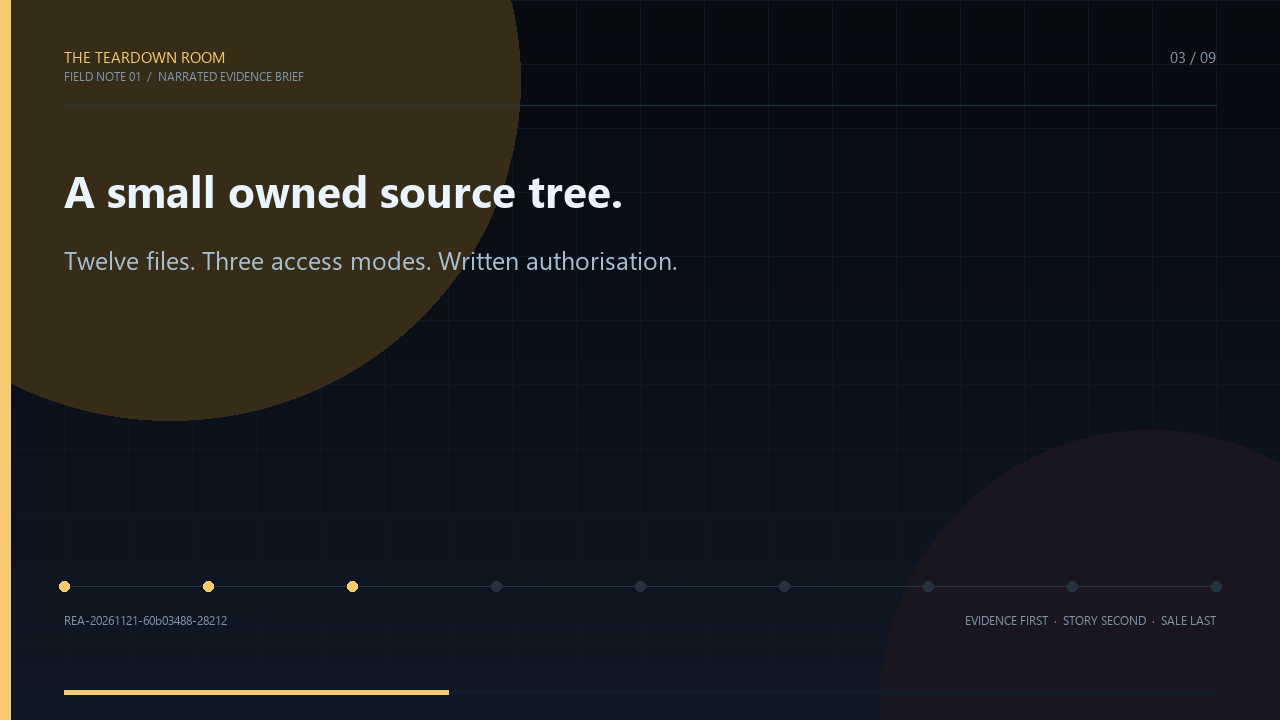 THE TEARDOWN ROOM
03 / 09
FIELD NOTE 01 / NARRATED EVIDENCE BRIEF
A small owned source tree.
Twelve files. Three access modes. Written authorisation.
REA-20261121-60b03488-28212
EVIDENCE FIRST · STORY SECOND · SALE LAST